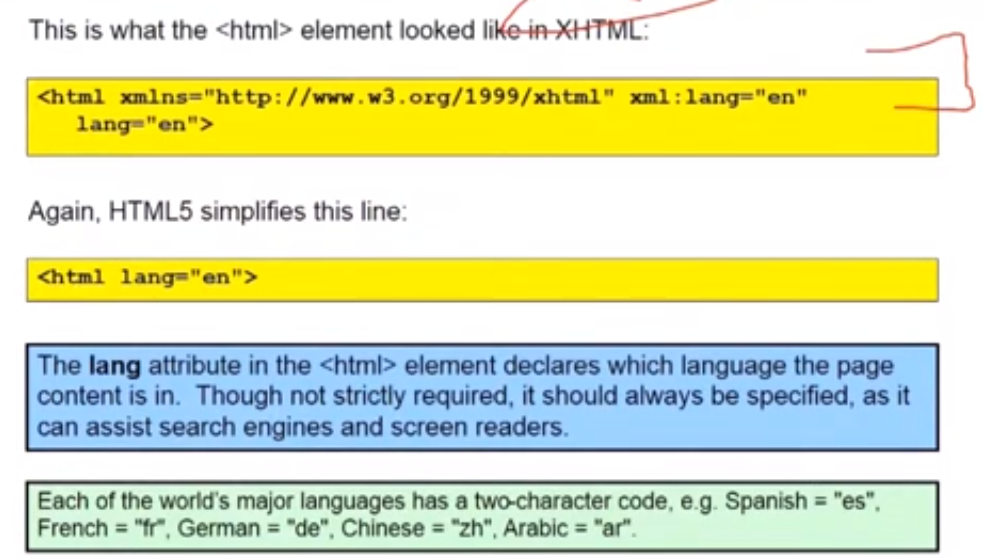 This is what the <html> element looked like in XHTML:
<html xmlns="http://www.w3.org/1999/xhtml" xml:lang="en"
lang="en">
Again, HTML5 simplifies this line:
<html lang="en">
The lang attribute in the <html> element declares which language the page
content is in.  Though not strictly required, it should always be specified, as it
can assist search engines and screen readers.
Each of the world's major languages has a two-character code, e.g. Spanish = "es",
French = "fr", German = "de", Chinese = "zh", Arabic = "ar".